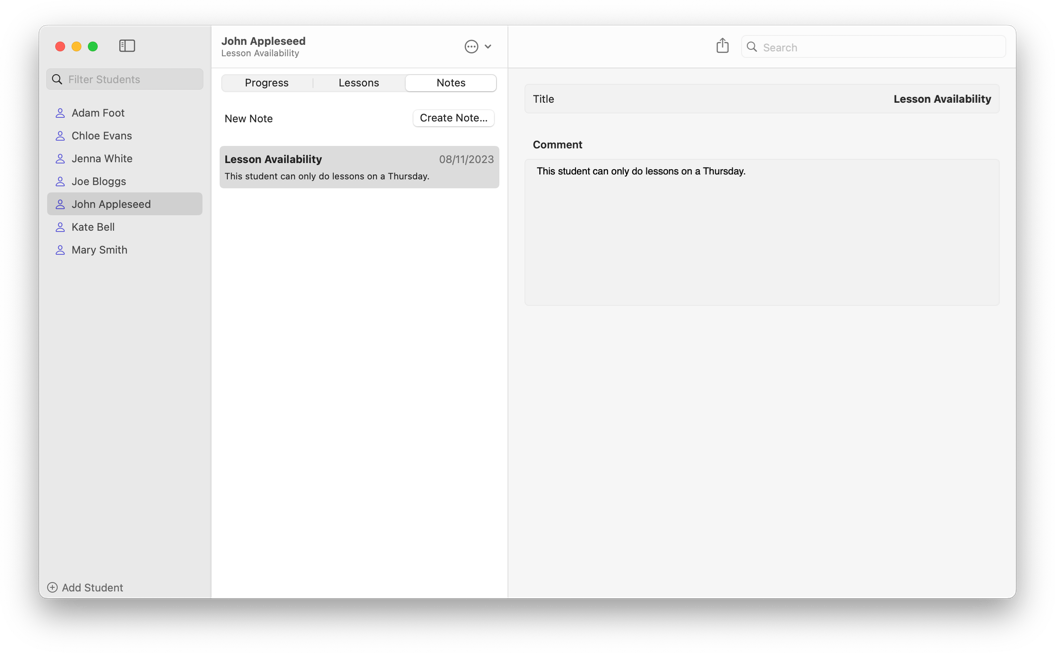 Filter Students
Adam Foot
Chloe Evans
Jenna White
Joe Bloggs
John Appleseed
Kate Bell
Mary Smith
Add Student
John Appleseed
Lesson Availability
Progress
Lessons
Notes
New Note
Create Note...
Lesson Availability
08/11/2023
This student can only do lessons on a Thursday.
Search
Title
Lesson Availability
Comment
This student can only do lessons on a Thursday.